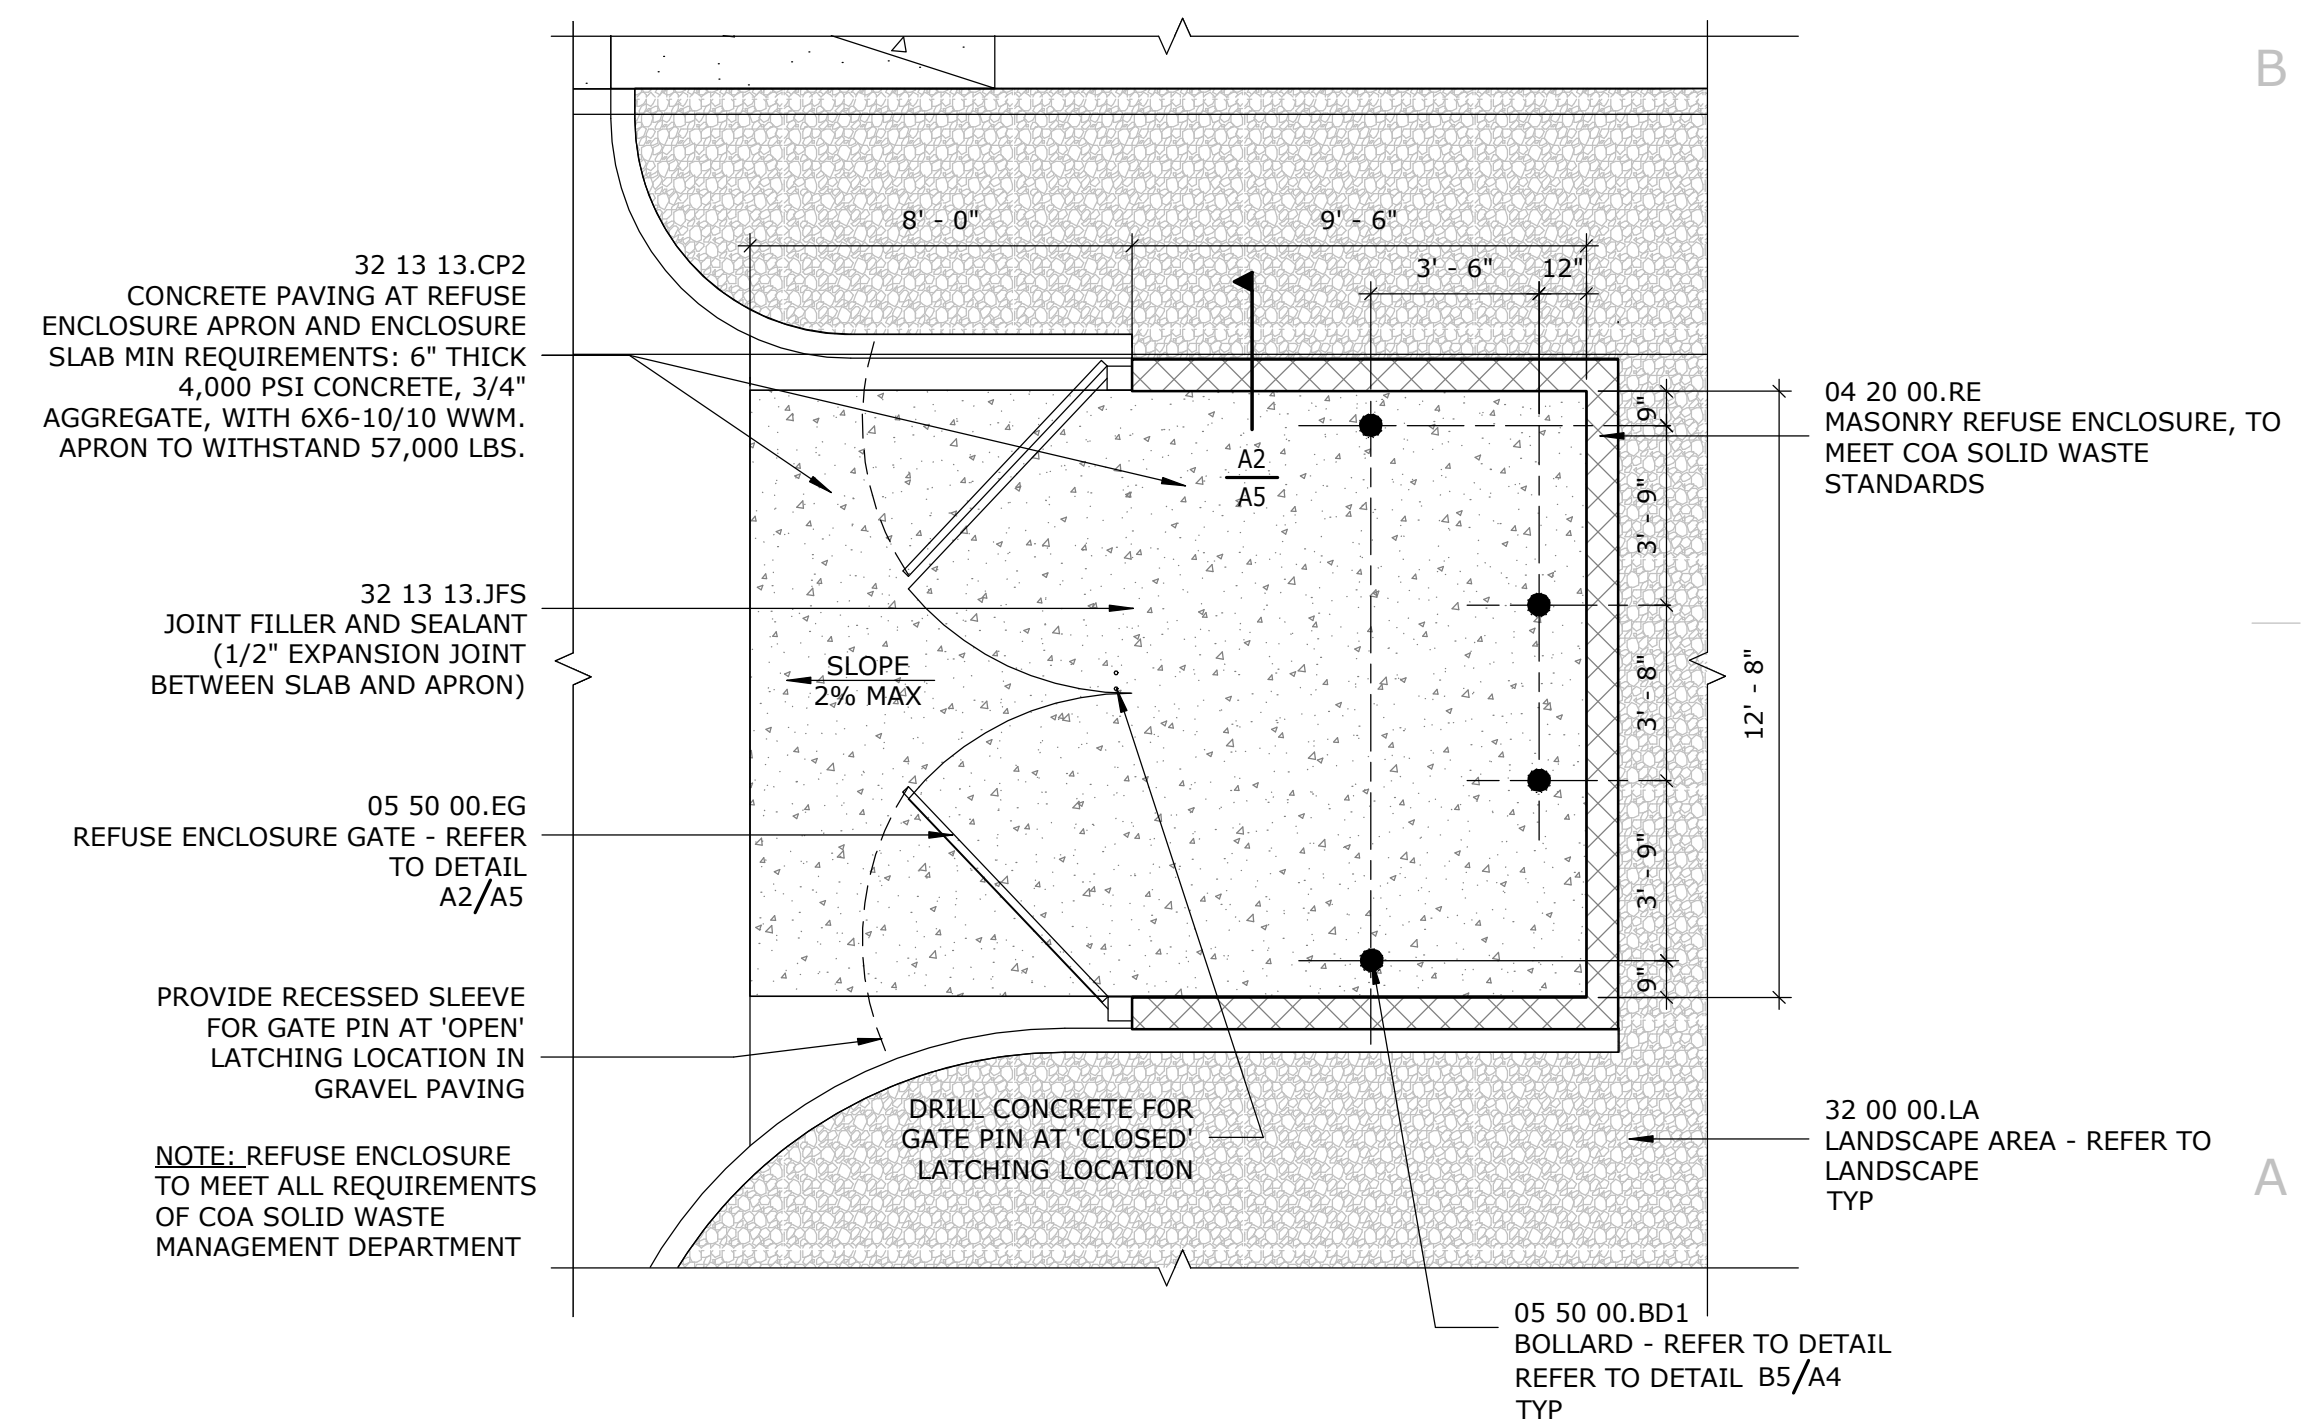 B
8' - 0"
9' - 6"
3' - 6"
12"
32 13 13.CP2
CONCRETE PAVING AT REFUSE
ENCLOSURE APRON AND ENCLOSURE
SLAB MIN REQUIREMENTS: 6" THICK
4,000 PSI CONCRETE, 3/4"
AGGREGATE, WITH 6X6-10/10 WWM.
APRON TO WITHSTAND 57,000 LBS.
A2
A5
9"
3' - 9"
3' - 8"
3' - 9"
9"
12' - 8"
04 20 00.RE
MASONRY REFUSE ENCLOSURE, TO
MEET COA SOLID WASTE
STANDARDS
32 13 13.JFS
JOINT FILLER AND SEALANT
(1/2" EXPANSION JOINT
BETWEEN SLAB AND APRON)
SLOPE
2% MAX
05 50 00.EG
REFUSE ENCLOSURE GATE - REFER
TO DETAIL
A2/A5
PROVIDE RECESSED SLEEVE
FOR GATE PIN AT 'OPEN'
LATCHING LOCATION IN
GRAVEL PAVING
NOTE: REFUSE ENCLOSURE
TO MEET ALL REQUIREMENTS
OF COA SOLID WASTE
MANAGEMENT DEPARTMENT
DRILL CONCRETE FOR
GATE PIN AT 'CLOSED'
LATCHING LOCATION
32 00 00.LA
LANDSCAPE AREA - REFER TO
LANDSCAPE
TYP
A
05 50 00.BD1
BOLLARD - REFER TO DETAIL
REFER TO DETAIL B5/A4
TYP